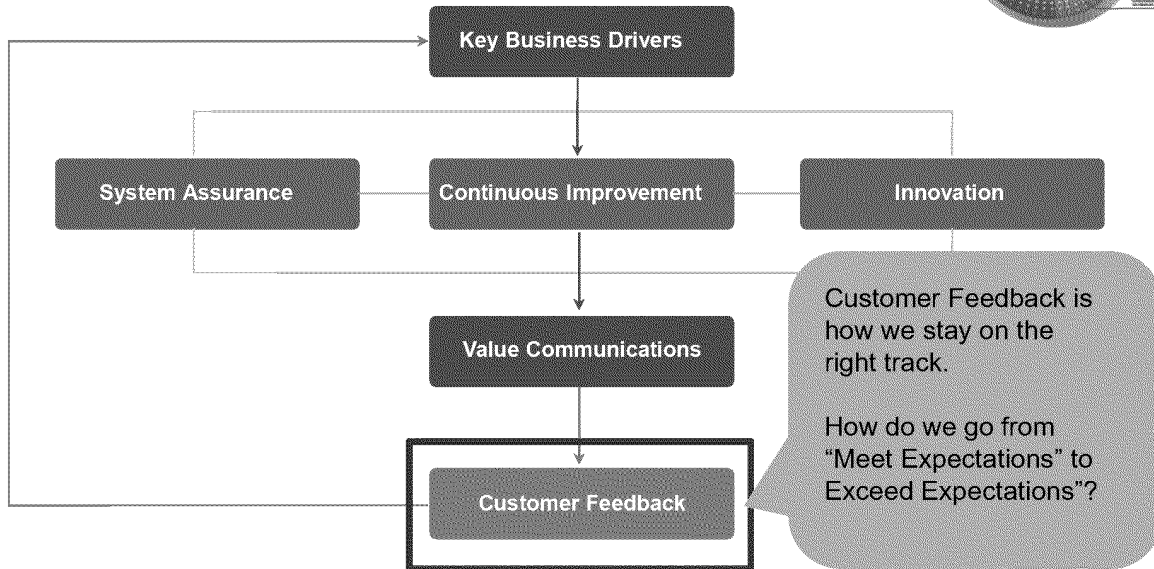 Key Business Drivers
System Assurance
Continuous Improvement
Innovation
Customer Feedback is
how we stay on the
right track.
How do we go from
“Meet Expectations” to
Exceed Expectations”?
Value Communications
Customer Feedback